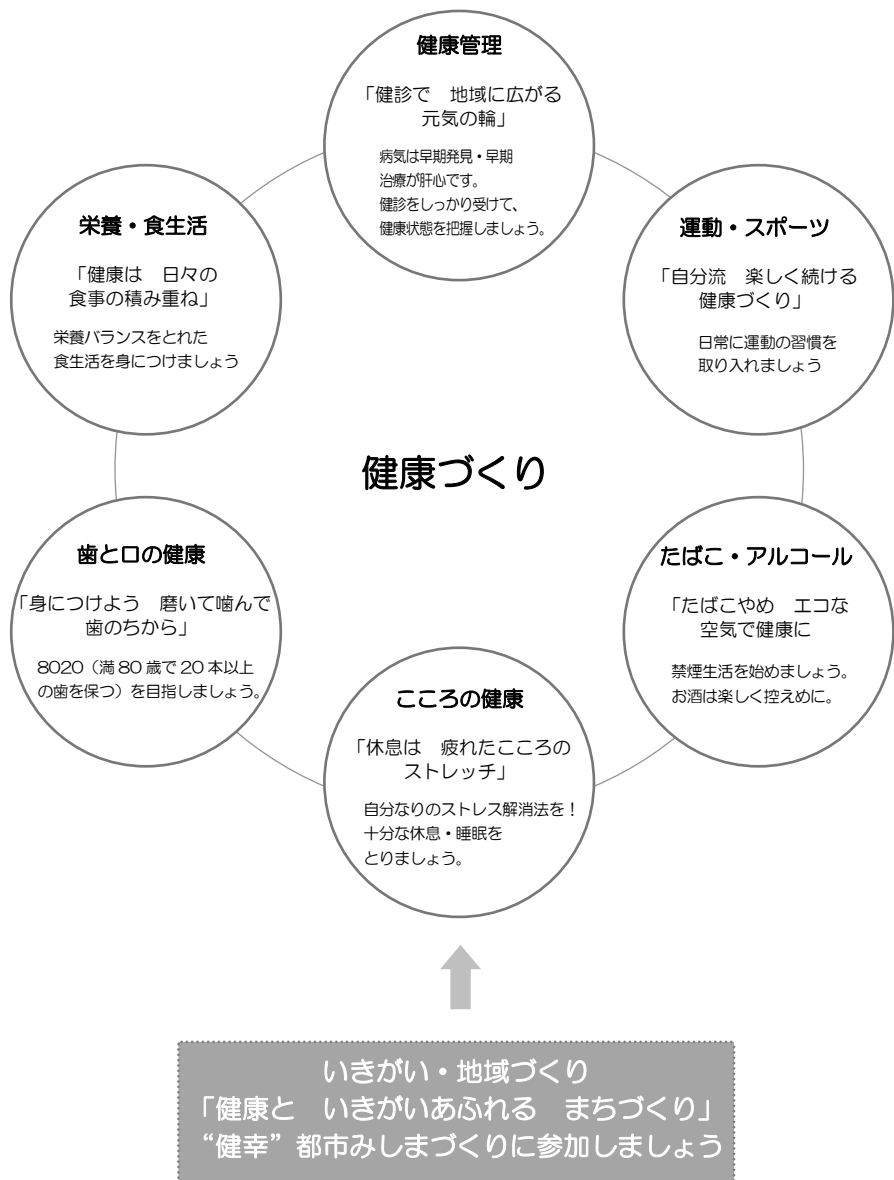 健康管理
「健診で　地域に広がる
元気の輪」
病気は早期発見・早期
治療が肝心です。
健診をしっかり受けて、
健康状態を把握しましょう。
栄養・食生活
「健康は　日々の
食事の積み重ね」
栄養バランスをとれた
食生活を身につけましょう
運動・スポーツ
「自分流　楽しく続ける
健康づくり」
日常に運動の習慣を
取り入れましょう
健康づくり
歯と口の健康
「身につけよう　磨いて噛んで
歯のちから」
8020（満 80 歳で 20 本以上
の歯を保つ）を目指しましょう。
たばこ・アルコール
「たばこやめ　エコな
空気で健康に
禁煙生活を始めましょう。
お酒は楽しく控えめに。
こころの健康
「休息は　疲れたこころの
ストレッチ」
自分なりのストレス解消法を！
十分な休息・睡眠を
とりましょう。
いきがい・地域づくり
「健康と　いきがいあふれる　まちづくり」
“健幸”都市みしまづくりに参加しましょう